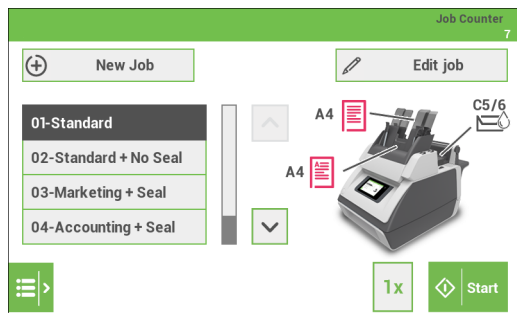 Job Counter
7
New Job
Edit job
01-Standard
02-Standard + No Seal
03-Marketing + Seal
04-Accounting + Seal
A4
A4
C5/6
1x
Start